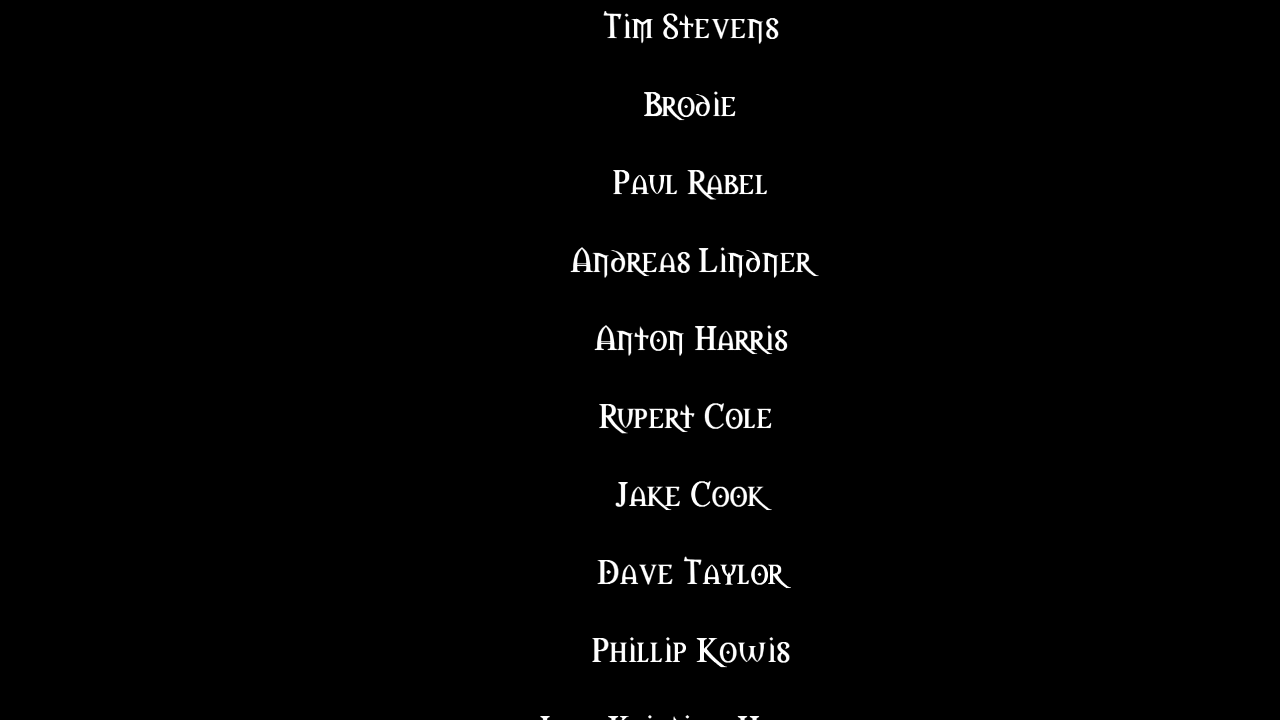 Tim Stevens
Brodie
Paul Rabel
Andreas Lindner
Anton Harris
Rupert Cole
Jake Cook
Dave Taylor
Phillip Kowis